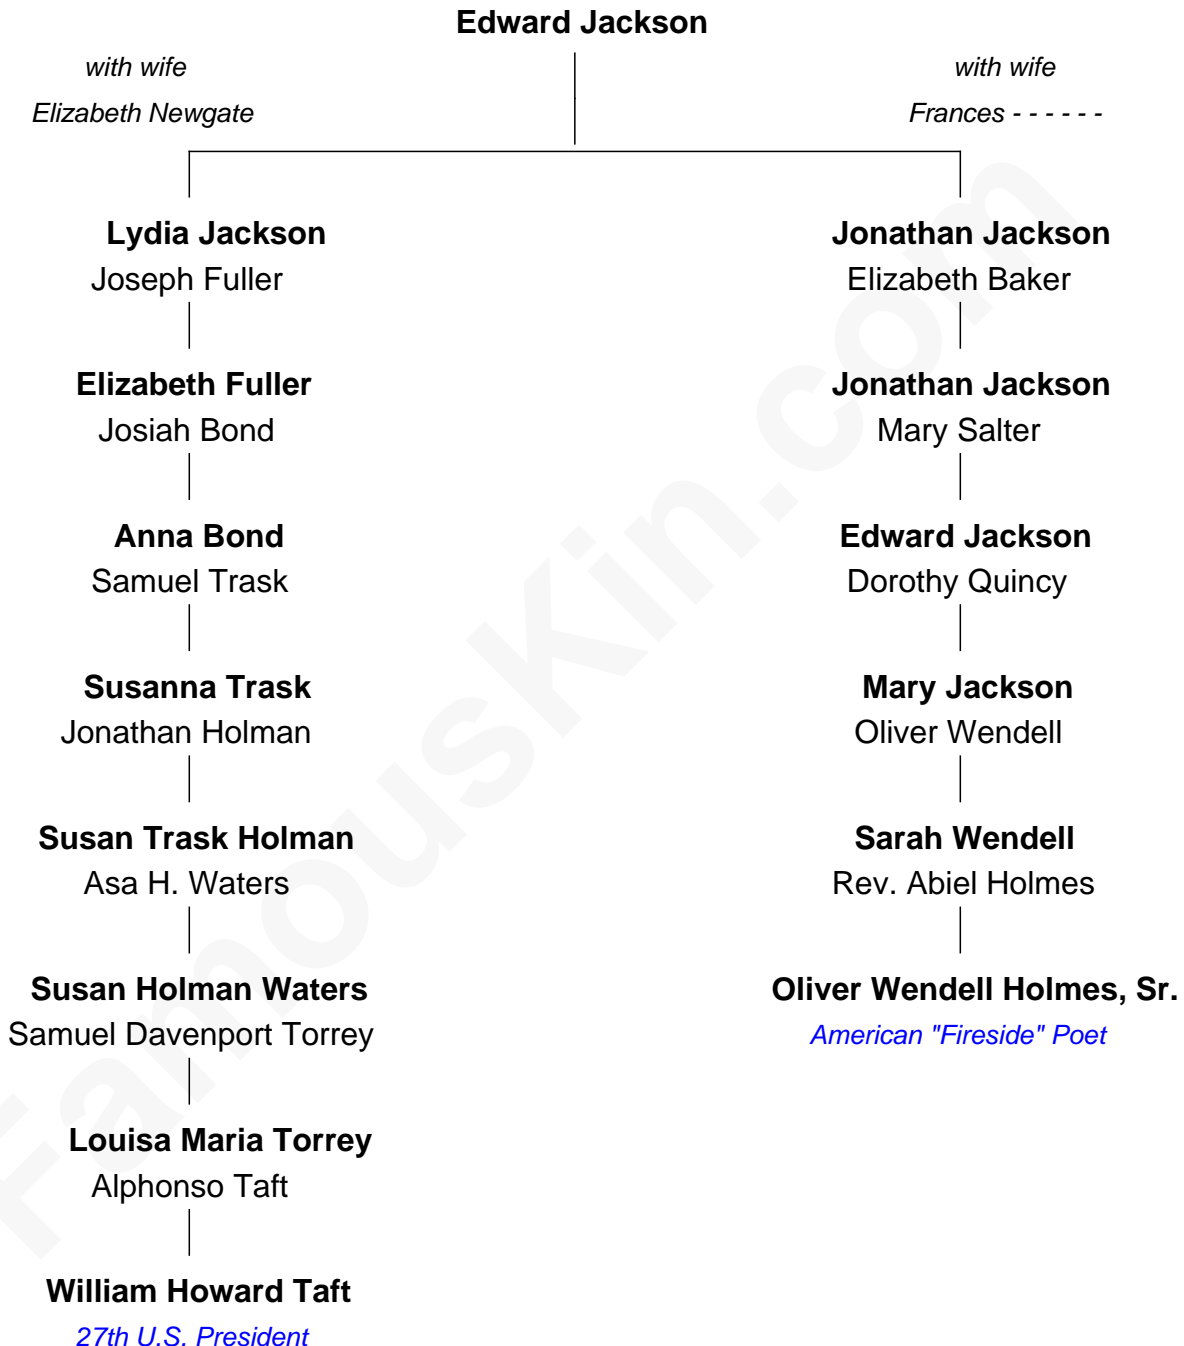 Edward Jackson
with wife
Elizabeth Newgate
with wife
Frances - - - - - -
Lydia Jackson
Joseph Fuller
Elizabeth Fuller
Josiah Bond
Anna Bond
Samuel Trask
Susanna Trask
Jonathan Holman
Susan Trask Holman
Asa H. Waters
Susan Holman Waters
Samuel Davenport Torrey
Louisa Maria Torrey
Alphonso Taft
William Howard Taft
27th U.S. President
Jonathan Jackson
Elizabeth Baker
Jonathan Jackson
Mary Salter
Edward Jackson
Dorothy Quincy
Mary Jackson
Oliver Wendell
Sarah Wendell
Rev. Abiel Holmes
Oliver Wendell Holmes, Sr.
American "Fireside" Poet
FamousKin.com